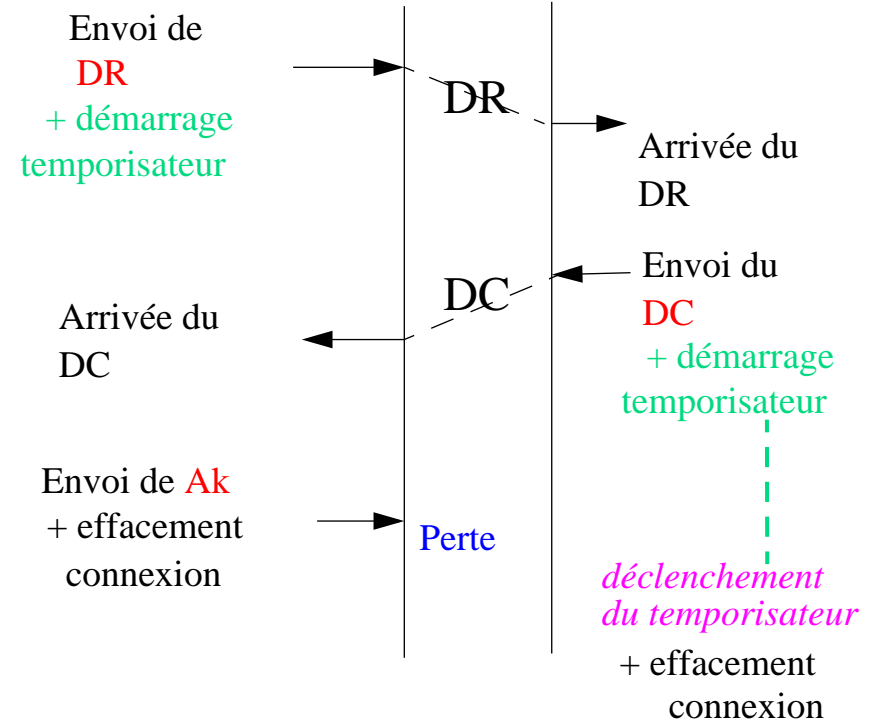 Envoi de
DR
+ démarrage
temporisateur
DR
Arrivée du
DR
Envoi du
DC
+ démarrage
temporisateur
DC
Arrivée du
DC
Envoi de Ak
+ effacement
connexion
Perte
déclenchement
du temporisateur
+ effacement
connexion